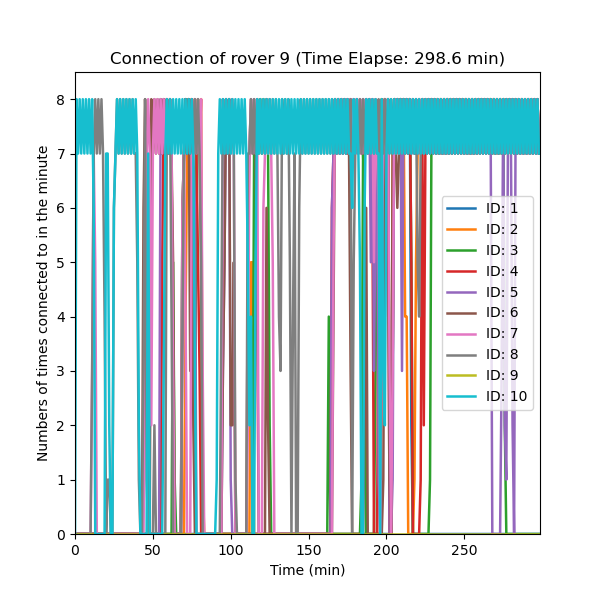 Connection of rover 9 (Time Elapse: 298.6 min)
Numbers of times connected to in the minute
8
7
6
5
4
3
2
1
0
ID: 1
ID: 2
ID: 3
ID: 4
ID: 5
ID: 6
ID: 7
ID: 8
ID: 9
ID: 10
0 50 100 150 200 250
Time (min)